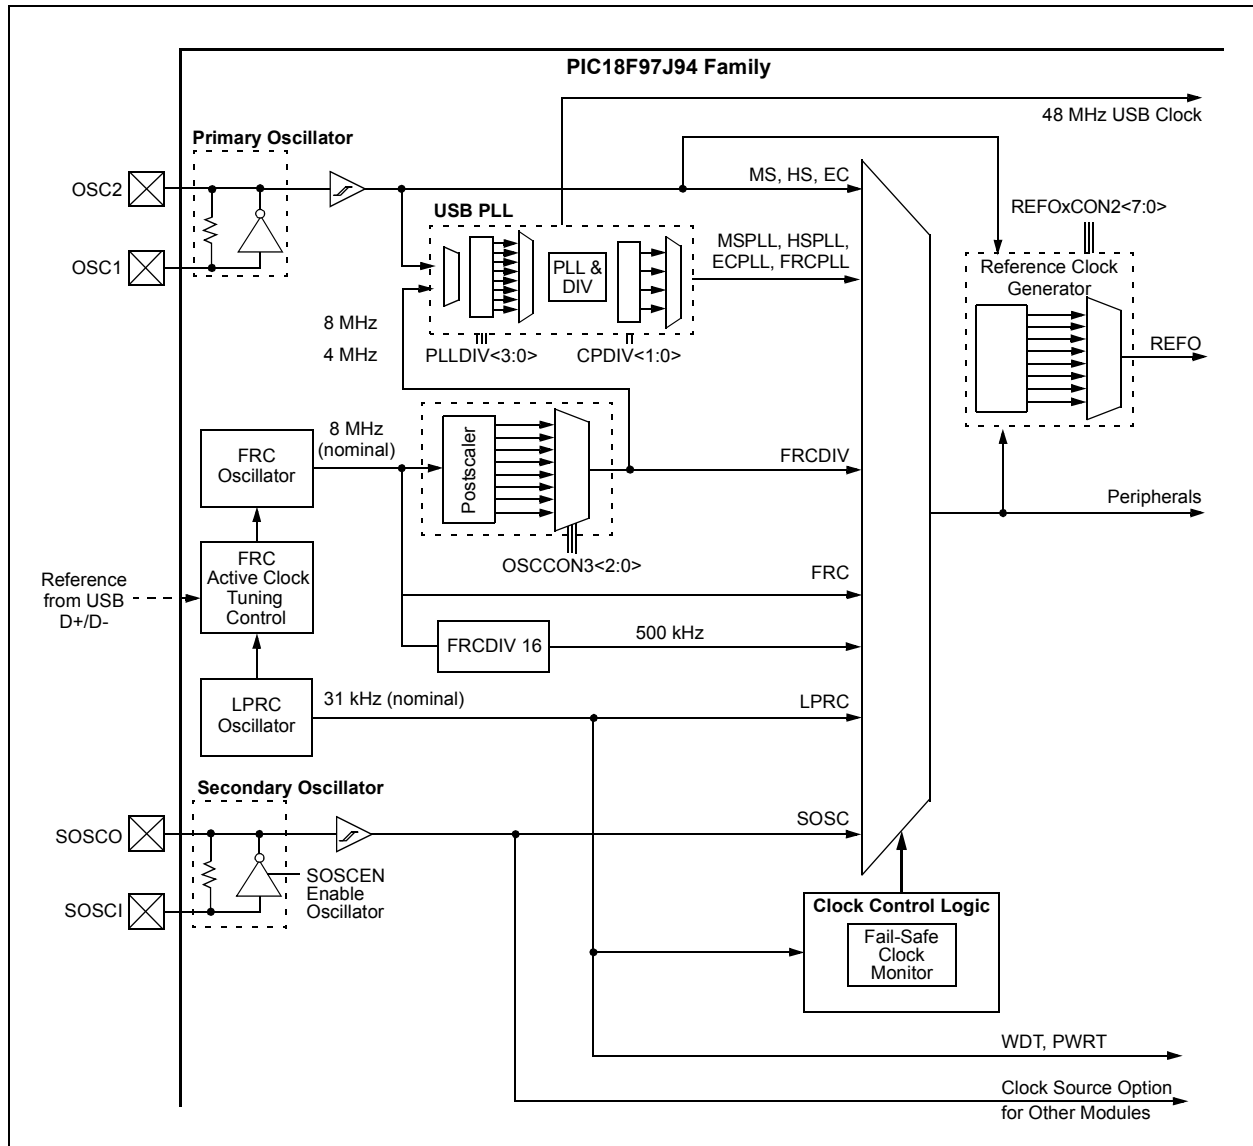 PIC18F97J94 Family
48 MHz USB Clock
Primary Oscillator
OSC2
MS, HS, EC
OSC1
USB PLL
REFOxCON2<7:0>
MSPLL, HSPLL,
ECPLL, FRCPLL
PLL &
DIV
Reference Clock
Generator
8 MHz
4 MHz
PLLDIV<3:0>
CPDIV<1:0>
REFO
8 MHz
(nominal)
FRC
Oscillator
Postscaler
FRCDIV
Peripherals
OSCCON3<2:0>
FRC
Active Clock
Tuning
Control
Reference
from USB
D+/D-
FRC
FRCDIV 16
500 kHz
LPRC
Oscillator
31 kHz (nominal)
LPRC
Secondary Oscillator
SOSCO
SOSC
SOSCI
SOSCEN
Enable
Oscillator
Clock Control Logic
Fail-Safe
Clock
Monitor
WDT, PWRT
Clock Source Option
for Other Modules